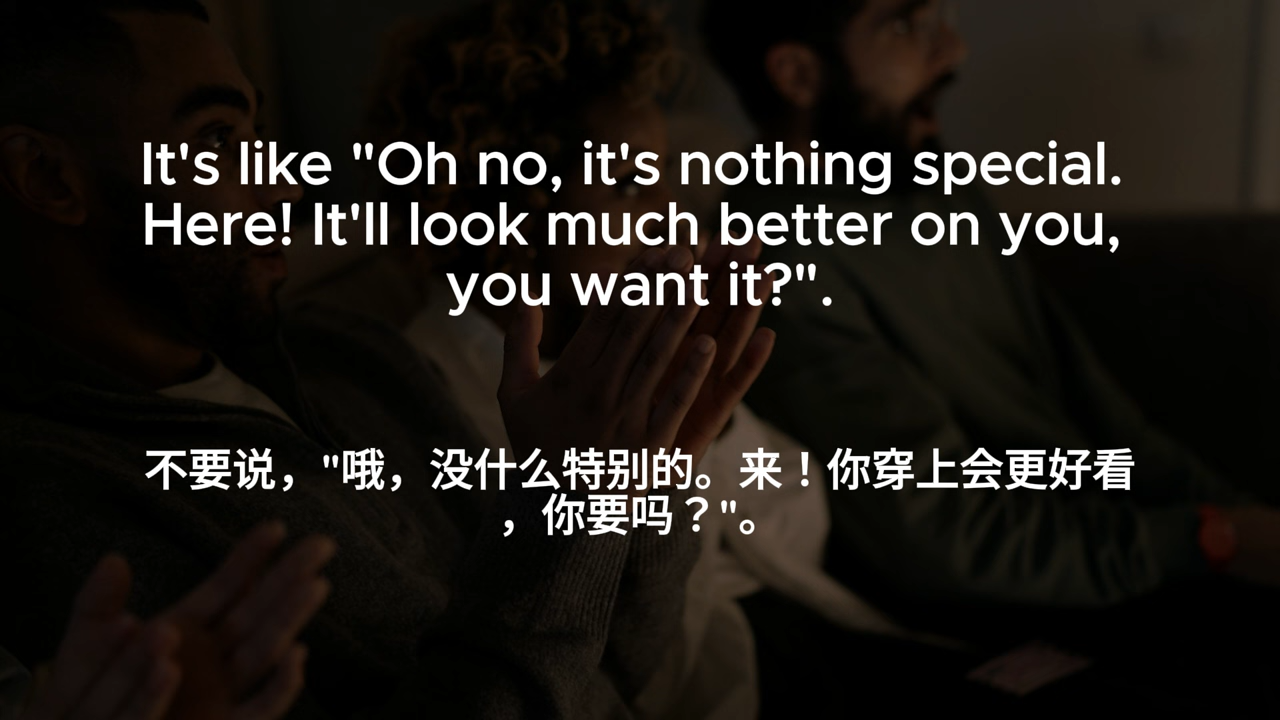 It's like "Oh no, it's nothing special.
Here! It'll look much better on you,
you want it?".
不要说，"哦，没什么特别的。来！你穿上会更好看
，你要吗？"。